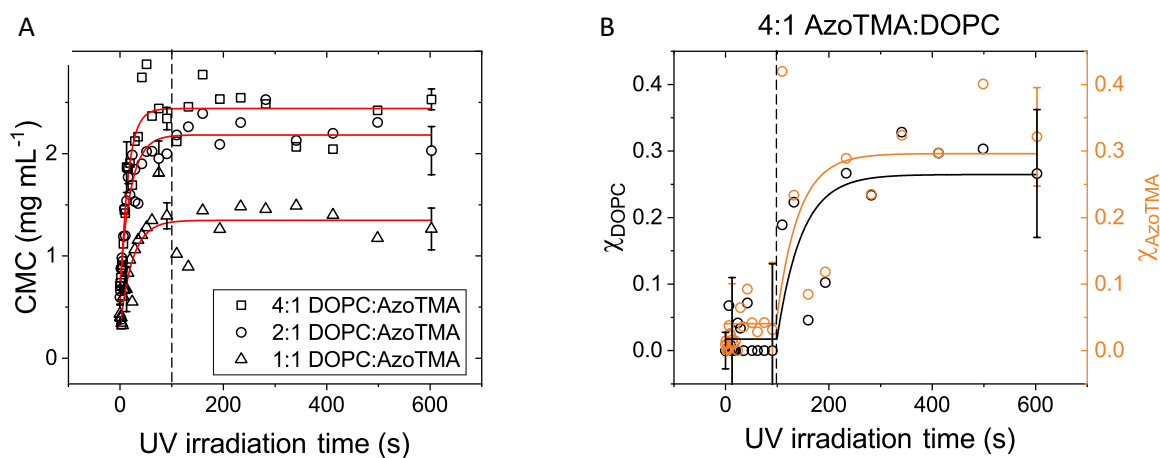 A
CMC (mg mL⁻¹)
2
1
0
4:1 DOPC:AzoTMA
2:1 DOPC:AzoTMA
1:1 DOPC:AzoTMA
0 200 400 600
UV irradiation time (s)
B
4:1 AzoTMA:DOPC
χDOPC
0.4
0.3
0.2
0.1
0.0
0.4
0.3
0.2
0.1
0.0
χAzoTMA
0 200 400 600
UV irradiation time (s)